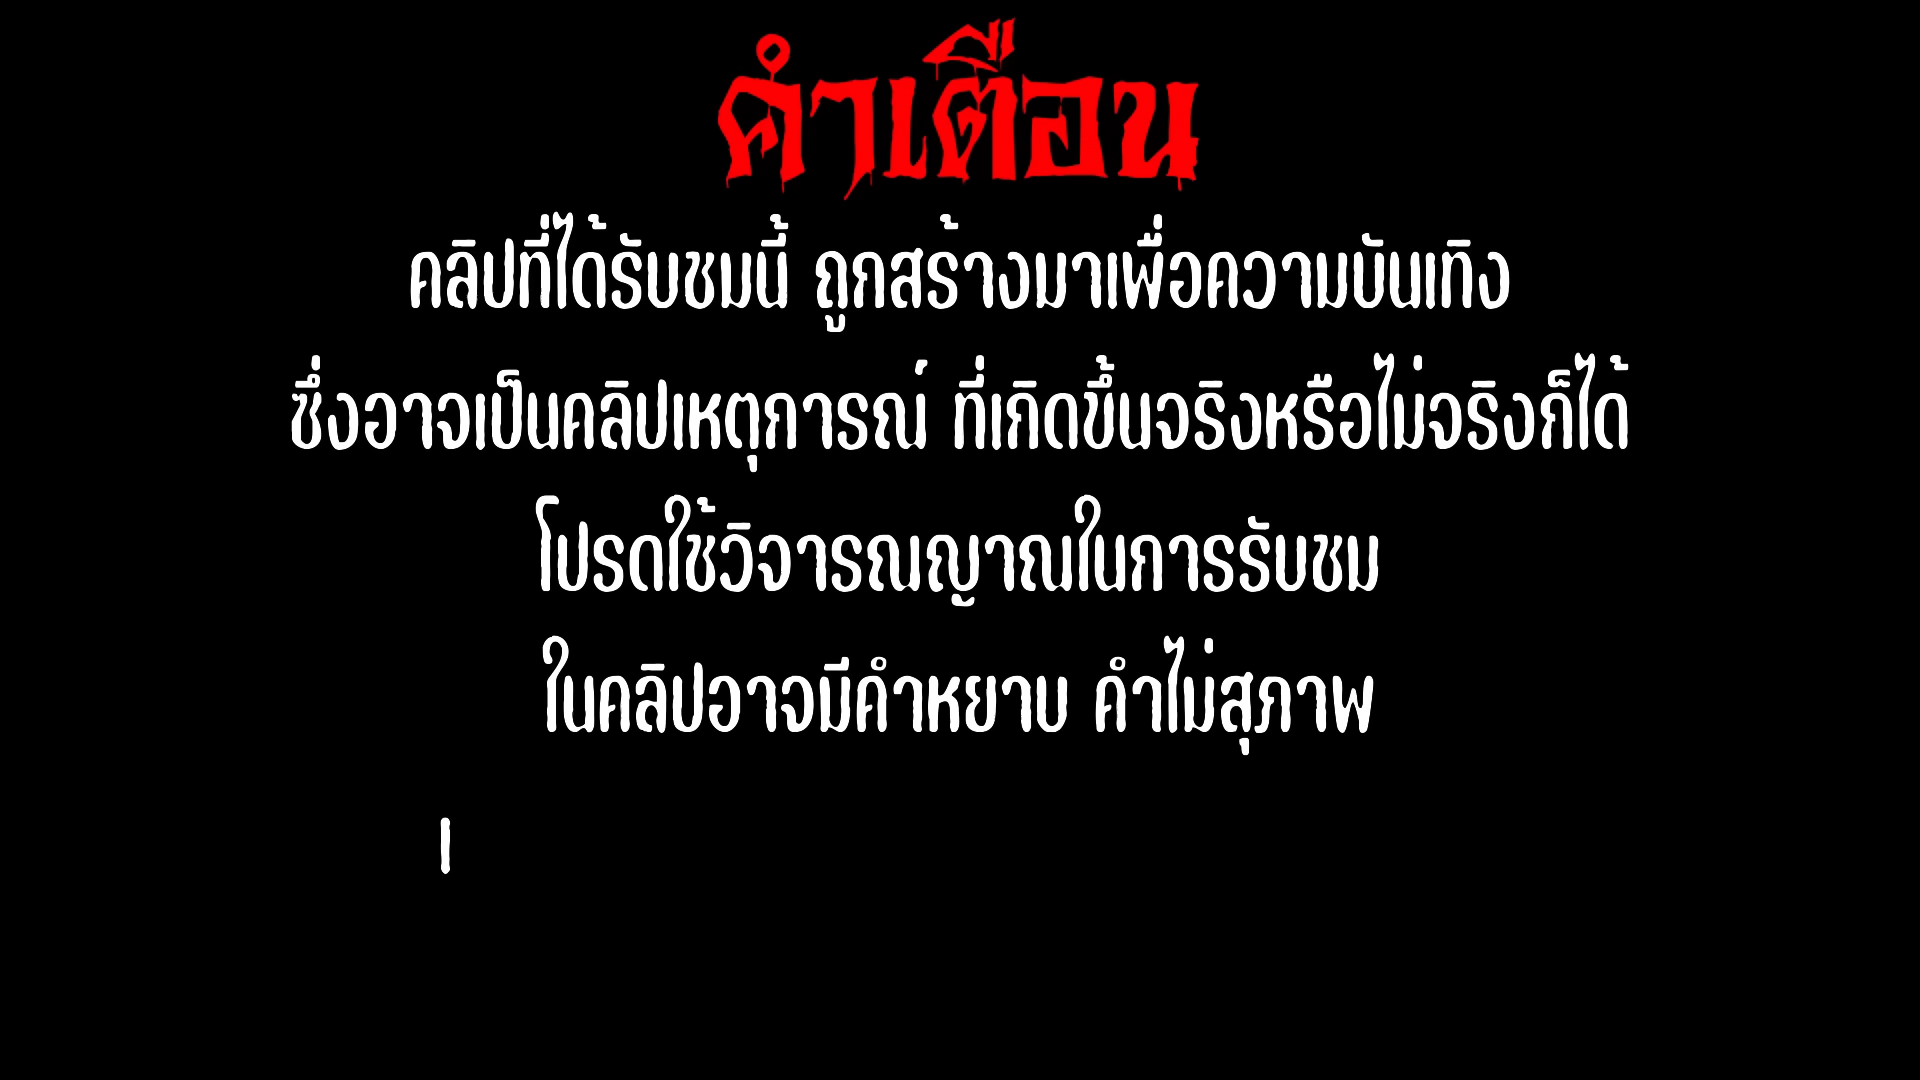 คำเตือน
คลิปที่ได้รับชมนี้ ถูกสร้างมาเพื่อความบันเทิง
ซึ่งอาจเป็นคลิปเหตุการณ์ ที่เกิดขึ้นจริงหรือไม่จริงก็ได้
โปรดใช้วิจารณญาณในการรับชม
ในคลิปอาจมีคำหยาบ คำไม่สุภาพ
เ